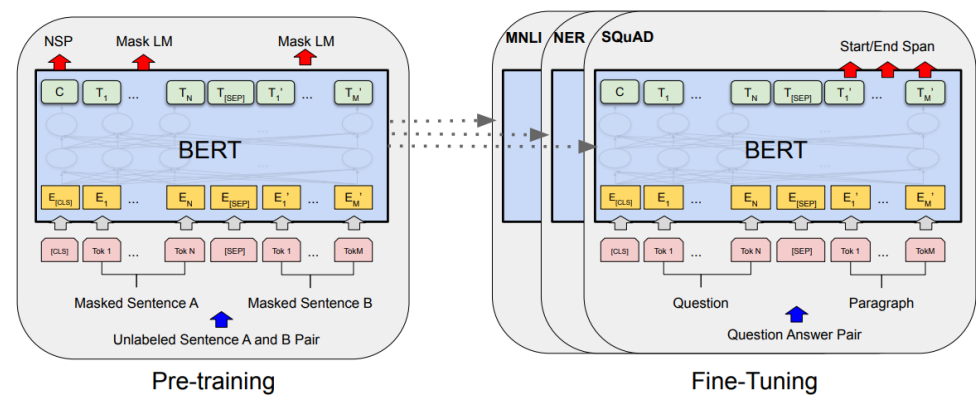 NSP Mask LM Mask LM
C T1 ... TN T[SEP] T1' ... TM'
...
BERT
...
E[CLS] E1 ... EN E[SEP] E1' ... EM'
[CLS] Tok 1 ... Tok N [SEP] Tok 1 ... TokM
Masked Sentence A Masked Sentence B
Unlabeled Sentence A and B Pair
Pre-training
MNLI NER SQuAD
Start/End Span
C T1 ... TN T[SEP] T1' ... TM'
...
BERT
...
E[CLS] E1 ... EN E[SEP] E1' ... EM'
[CLS] Tok 1 ... Tok N [SEP] Tok 1 ... TokM
Question Paragraph
Question Answer Pair
Fine-Tuning